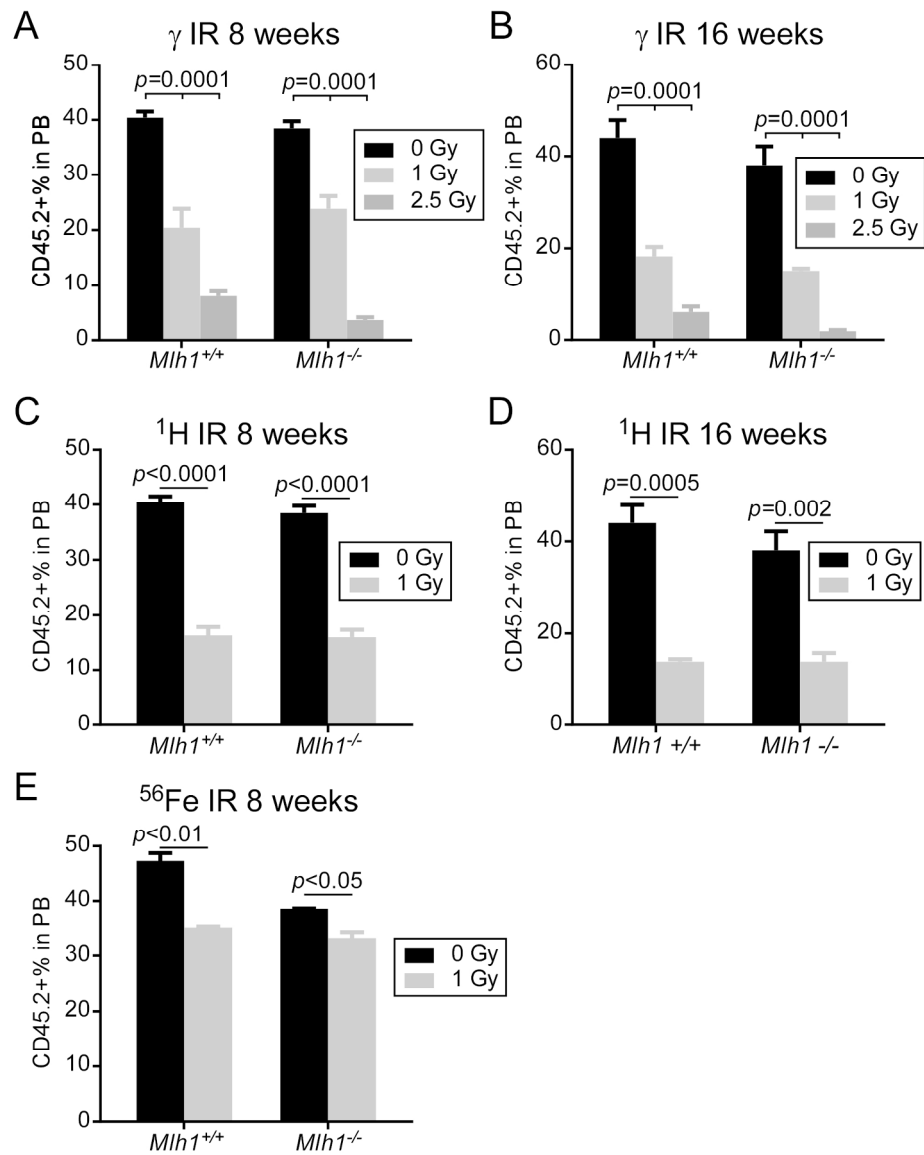 A
γ IR 8 weeks
CD45.2+% in PB
50
40
30
20
10
0
p=0.0001
p=0.0001
0 Gy
1 Gy
2.5 Gy
Mlh1+/+
Mlh1-/-
B
γ IR 16 weeks
CD45.2+% in PB
60
40
20
0
p=0.0001
p=0.0001
0 Gy
1 Gy
2.5 Gy
Mlh1+/+
Mlh1-/-
C
1H IR 8 weeks
CD45.2+% in PB
50
40
30
20
10
0
p<0.0001
p<0.0001
0 Gy
1 Gy
Mlh1+/+
Mlh1-/-
D
1H IR 16 weeks
CD45.2+% in PB
60
40
20
0
p=0.0005
p=0.002
0 Gy
1 Gy
Mlh1 +/+
Mlh1 -/-
E
56Fe IR 8 weeks
CD45.2+% in PB
50
40
30
20
10
0
p<0.01
p<0.05
0 Gy
1 Gy
Mlh1+/+
Mlh1-/-